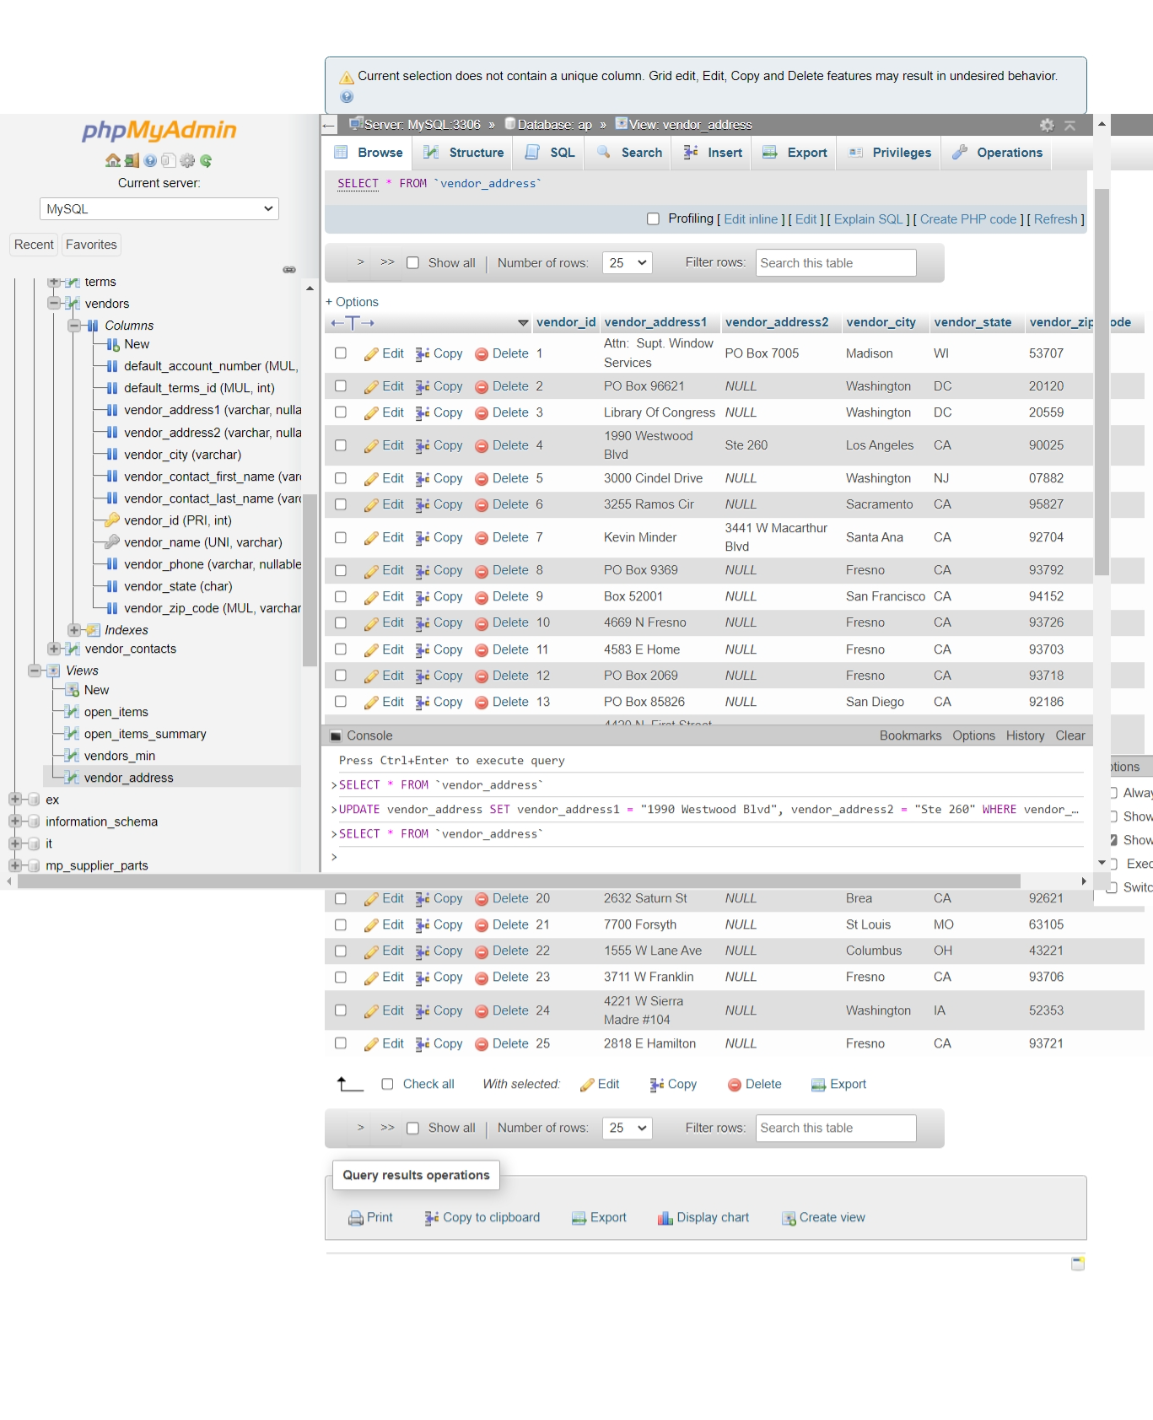 Current selection does not contain a unique column. Grid edit, Edit, Copy and Delete features may result in undesired behavior.
phpMyAdmin
Current server:
MySQL
Recent Favorites
terms
vendors
Columns
New
default_account_number (MUL,
default_terms_id (MUL, int)
vendor_address1 (varchar, nulla
vendor_address2 (varchar, nulla
vendor_city (varchar)
vendor_contact_first_name (varc
vendor_contact_last_name (varc
vendor_id (PRI, int)
vendor_name (UNI, varchar)
vendor_phone (varchar, nullable
vendor_state (char)
vendor_zip_code (MUL, varchar
Indexes
vendor_contacts
Views
New
open_items
open_items_summary
vendors_min
vendor_address
ex
information_schema
it
mp_supplier_parts
Server: MySQL:3306 » Database: ap » View: vendor_address
Browse Structure SQL Search Insert Export Privileges Operations
SELECT * FROM `vendor_address`
Profiling [ Edit inline ] [ Edit ] [ Explain SQL ] [ Create PHP code ] [ Refresh ]
> >> Show all | Number of rows: 25 Filter rows: Search this table
+ Options
←T→ vendor_id vendor_address1 vendor_address2 vendor_city vendor_state vendor_zip ode
Edit Copy Delete 1 Attn: Supt. Window Services PO Box 7005 Madison WI 53707
Edit Copy Delete 2 PO Box 96621 NULL Washington DC 20120
Edit Copy Delete 3 Library Of Congress NULL Washington DC 20559
Edit Copy Delete 4 1990 Westwood Blvd Ste 260 Los Angeles CA 90025
Edit Copy Delete 5 3000 Cindel Drive NULL Washington NJ 07882
Edit Copy Delete 6 3255 Ramos Cir NULL Sacramento CA 95827
Edit Copy Delete 7 Kevin Minder 3441 W Macarthur Blvd Santa Ana CA 92704
Edit Copy Delete 8 PO Box 9369 NULL Fresno CA 93792
Edit Copy Delete 9 Box 52001 NULL San Francisco CA 94152
Edit Copy Delete 10 4669 N Fresno NULL Fresno CA 93726
Edit Copy Delete 11 4583 E Home NULL Fresno CA 93703
Edit Copy Delete 12 PO Box 2069 NULL Fresno CA 93718
Edit Copy Delete 13 PO Box 85826 NULL San Diego CA 92186
4420 N. First Street
Console Bookmarks Options History Clear
Press Ctrl+Enter to execute query
>SELECT * FROM `vendor_address`
>UPDATE vendor_address SET vendor_address1 = "1990 Westwood Blvd", vendor_address2 = "Ste 260" WHERE vendor_…
>SELECT * FROM `vendor_address`
>
ptions
Alway
Show
Show
Exec
Switc
Edit Copy Delete 20 2632 Saturn St NULL Brea CA 92621
Edit Copy Delete 21 7700 Forsyth NULL St Louis MO 63105
Edit Copy Delete 22 1555 W Lane Ave NULL Columbus OH 43221
Edit Copy Delete 23 3711 W Franklin NULL Fresno CA 93706
Edit Copy Delete 24 4221 W Sierra Madre #104 NULL Washington IA 52353
Edit Copy Delete 25 2818 E Hamilton NULL Fresno CA 93721
Check all With selected: Edit Copy Delete Export
> >> Show all | Number of rows: 25 Filter rows: Search this table
Query results operations
Print Copy to clipboard Export Display chart Create view